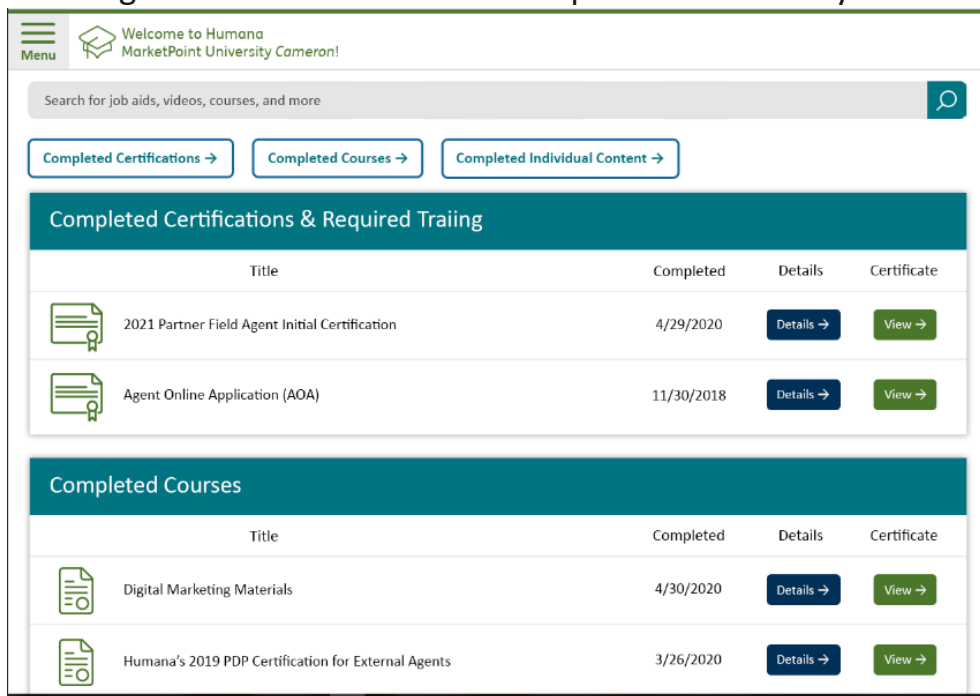 Welcome to Humana
Menu MarketPoint University Cameron!
Search for job aids, videos, courses, and more
Completed Certifications → Completed Courses → Completed Individual Content →
Completed Certifications & Required Traiing
Title Completed Details Certificate
2021 Partner Field Agent Initial Certification 4/29/2020 Details → View →
Agent Online Application (AOA) 11/30/2018 Details → View →
Completed Courses
Title Completed Details Certificate
Digital Marketing Materials 4/30/2020 Details → View →
Humana’s 2019 PDP Certification for External Agents 3/26/2020 Details → View →